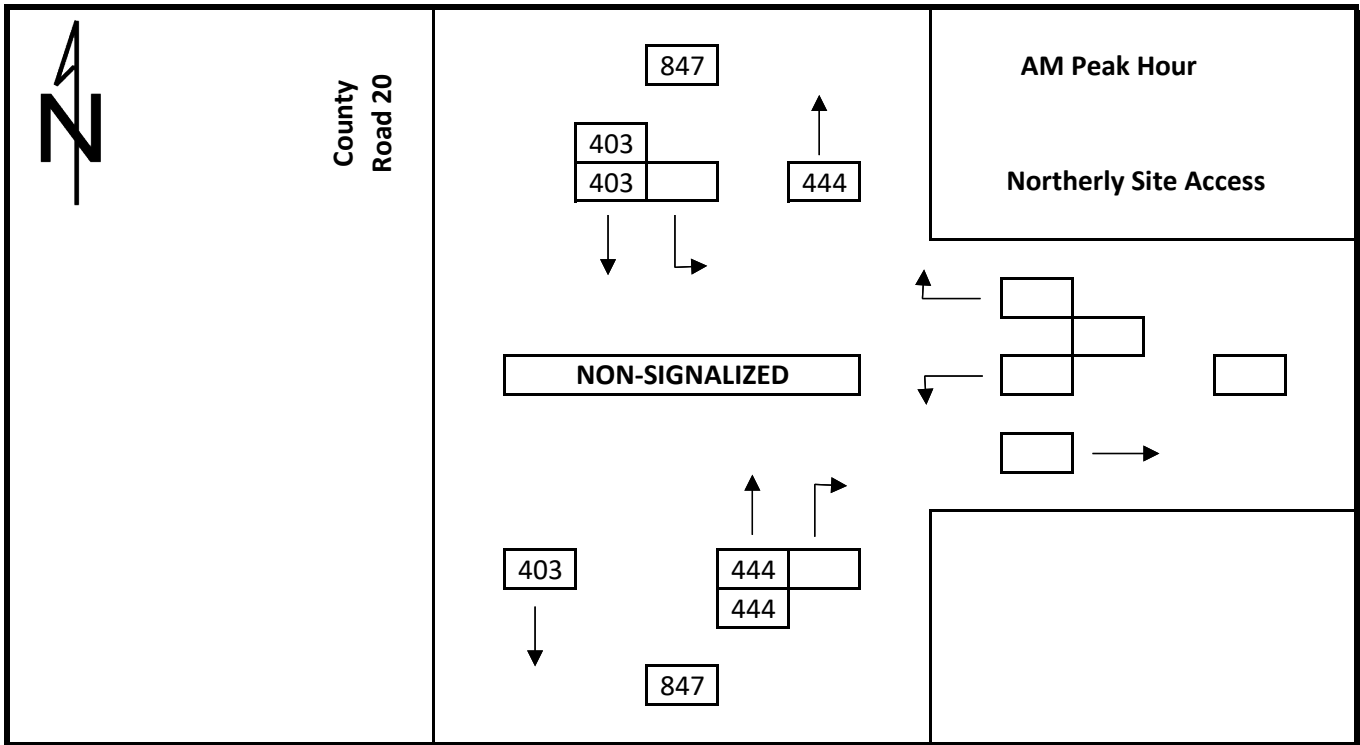 N
County
Road 20
847
AM Peak Hour
403
403
444
Northerly Site Access
NON-SIGNALIZED
403
444
444
847